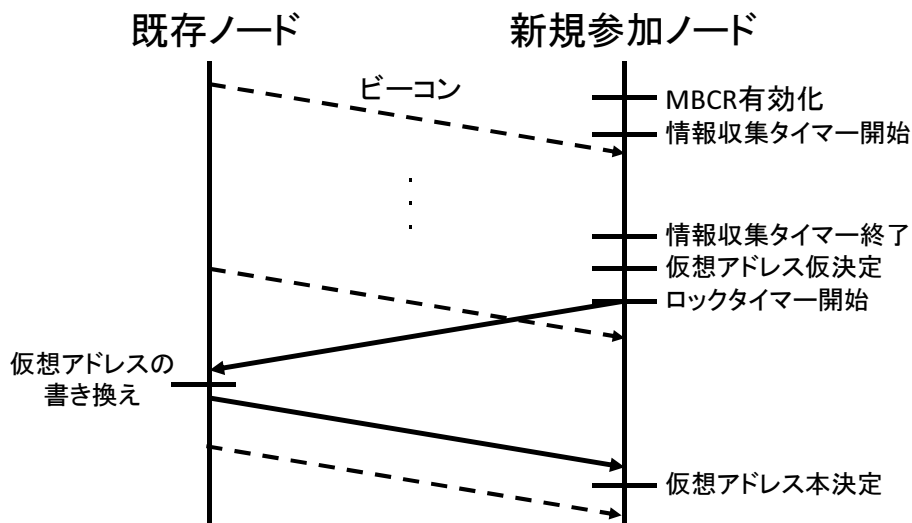 既存ノード
新規参加ノード
ビーコン
MBCR有効化
情報収集タイマー開始
情報収集タイマー終了
仮想アドレス仮決定
ロックタイマー開始
仮想アドレスの
書き換え
仮想アドレス本決定